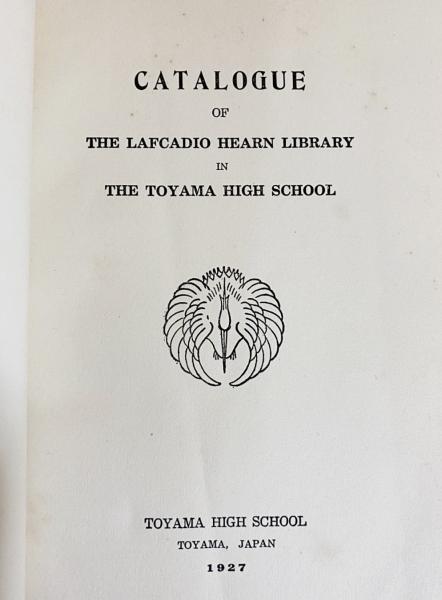 CATALOGUE
OF
THE LAFCADIO HEARN LIBRARY
IN
THE TOYAMA HIGH SCHOOL
TOYAMA HIGH SCHOOL
TOYAMA, JAPAN
1927